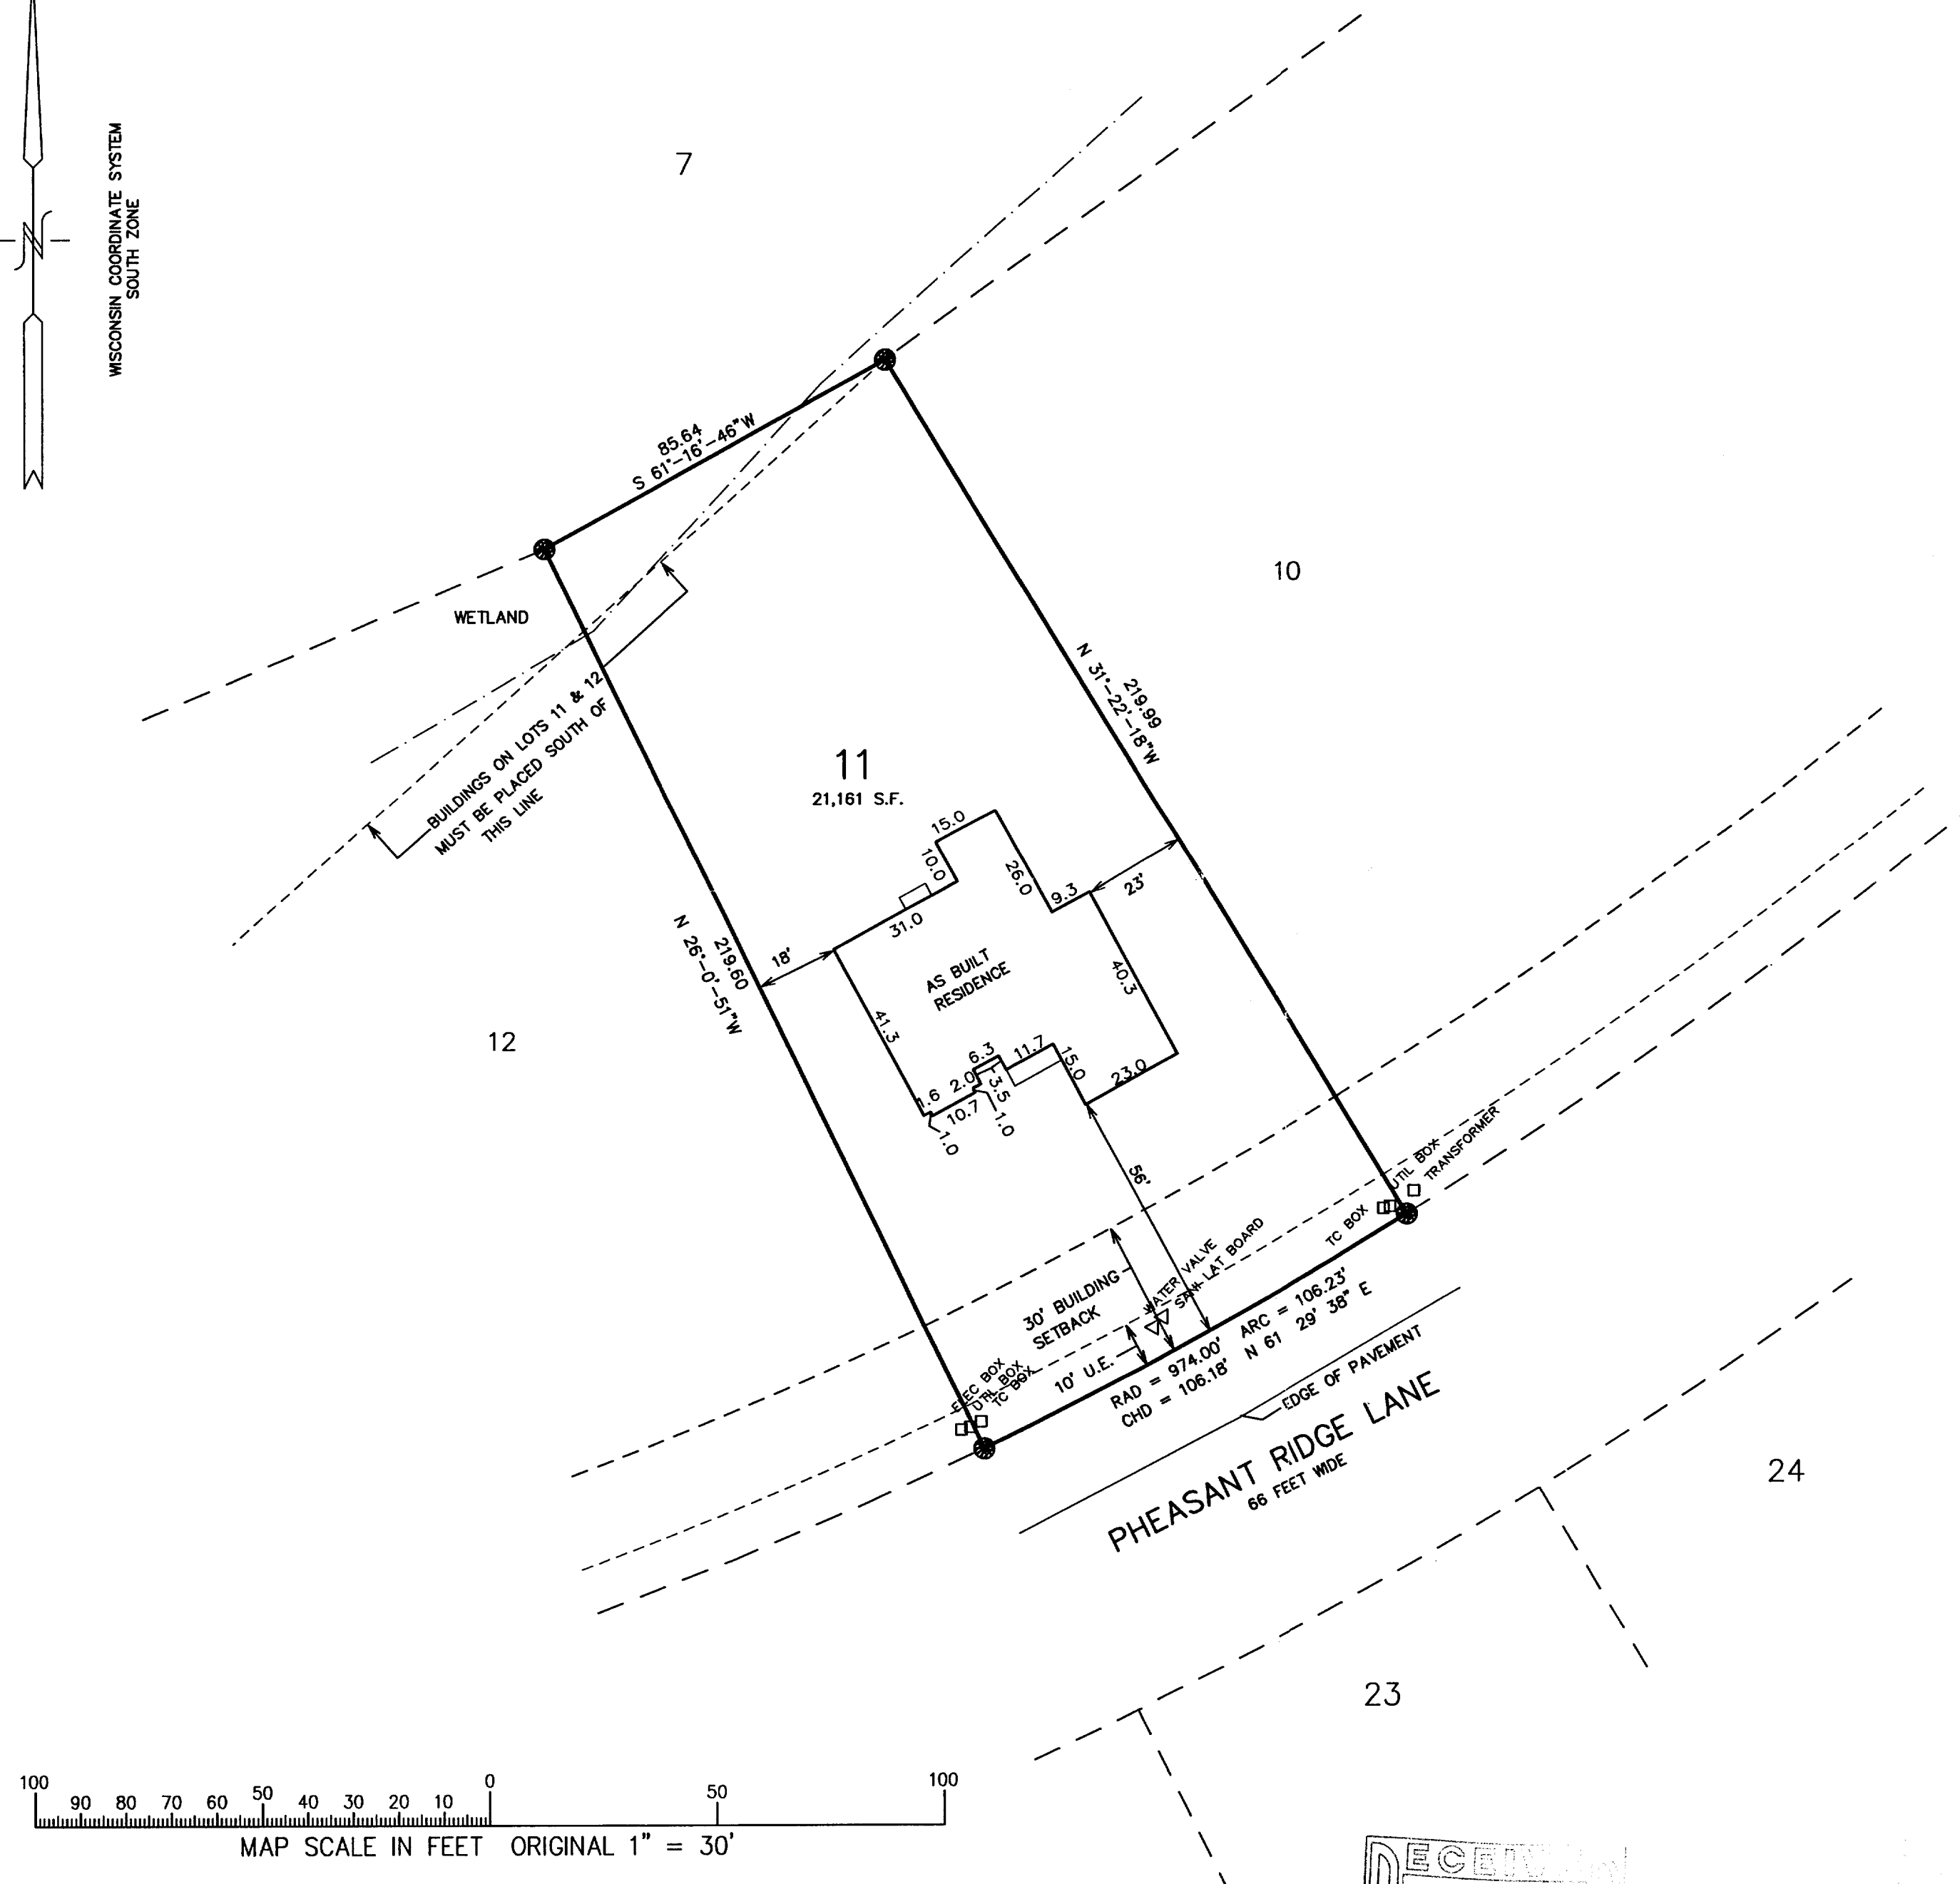 WISCONSIN COORDINATE SYSTEM
SOUTH ZONE
N
7
85.64
S 61°-16'-46"W
WETLAND
10
BUILDINGS ON LOTS 11 & 12
MUST BE PLACED SOUTH OF
THIS LINE
219.99
N 31°-22'-18"W
11
21,161 S.F.
15.0
10.0
26.0
9.3
23'
31.0
18'
219.60
N 26°-0'-51"W
AS BUILT
RESIDENCE
40.3
41.3
12
6.3
11.7
15.0
23.0
1.6
2.0
3.5
10.7
1.0
1.0
56'
UTIL BOX
TRANSFORMER
TC BOX
WATER VALVE
SAN LAT BOARD
30' BUILDING
SETBACK
10' U.E.
ELEC BOX
UTIL BOX
TC BOX
RAD = 974.00' ARC = 106.23'
CHD = 106.18' N 61 29' 38" E
EDGE OF PAVEMENT
PHEASANT RIDGE LANE
66 FEET WIDE
24
23
100 90 80 70 60 50 40 30 20 10 0 50 100
MAP SCALE IN FEET ORIGINAL 1" = 30'